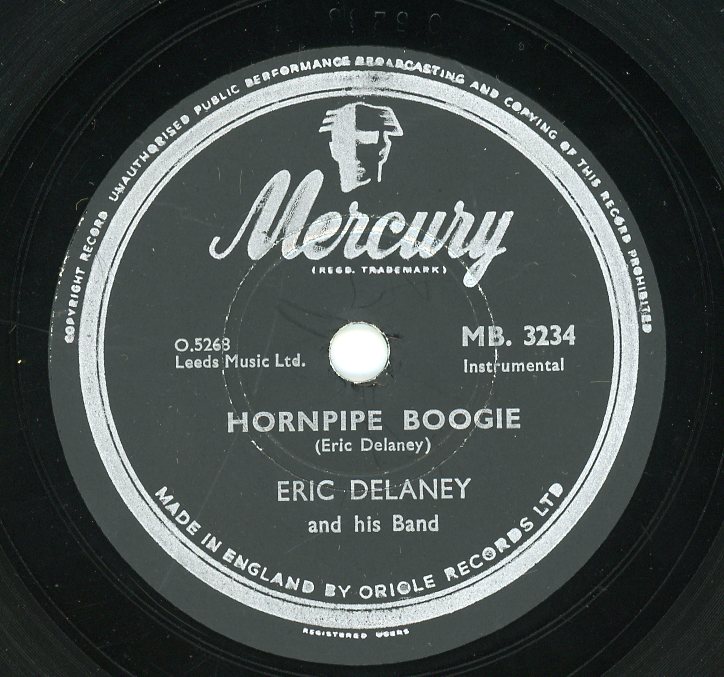 COPYRIGHT RECORD UNAUTHORISED PUBLIC PERFORMANCE BROADCASTING AND COPYING OF THIS RECORD PROHIBITED
Mercury
(REGD. TRADEMARK)
O.5268
Leeds Music Ltd.
MB. 3234
Instrumental
HORNPIPE BOOGIE
(Eric Delaney)
ERIC DELANEY
and his Band
MADE IN ENGLAND BY ORIOLE RECORDS LTD
REGISTERED USERS